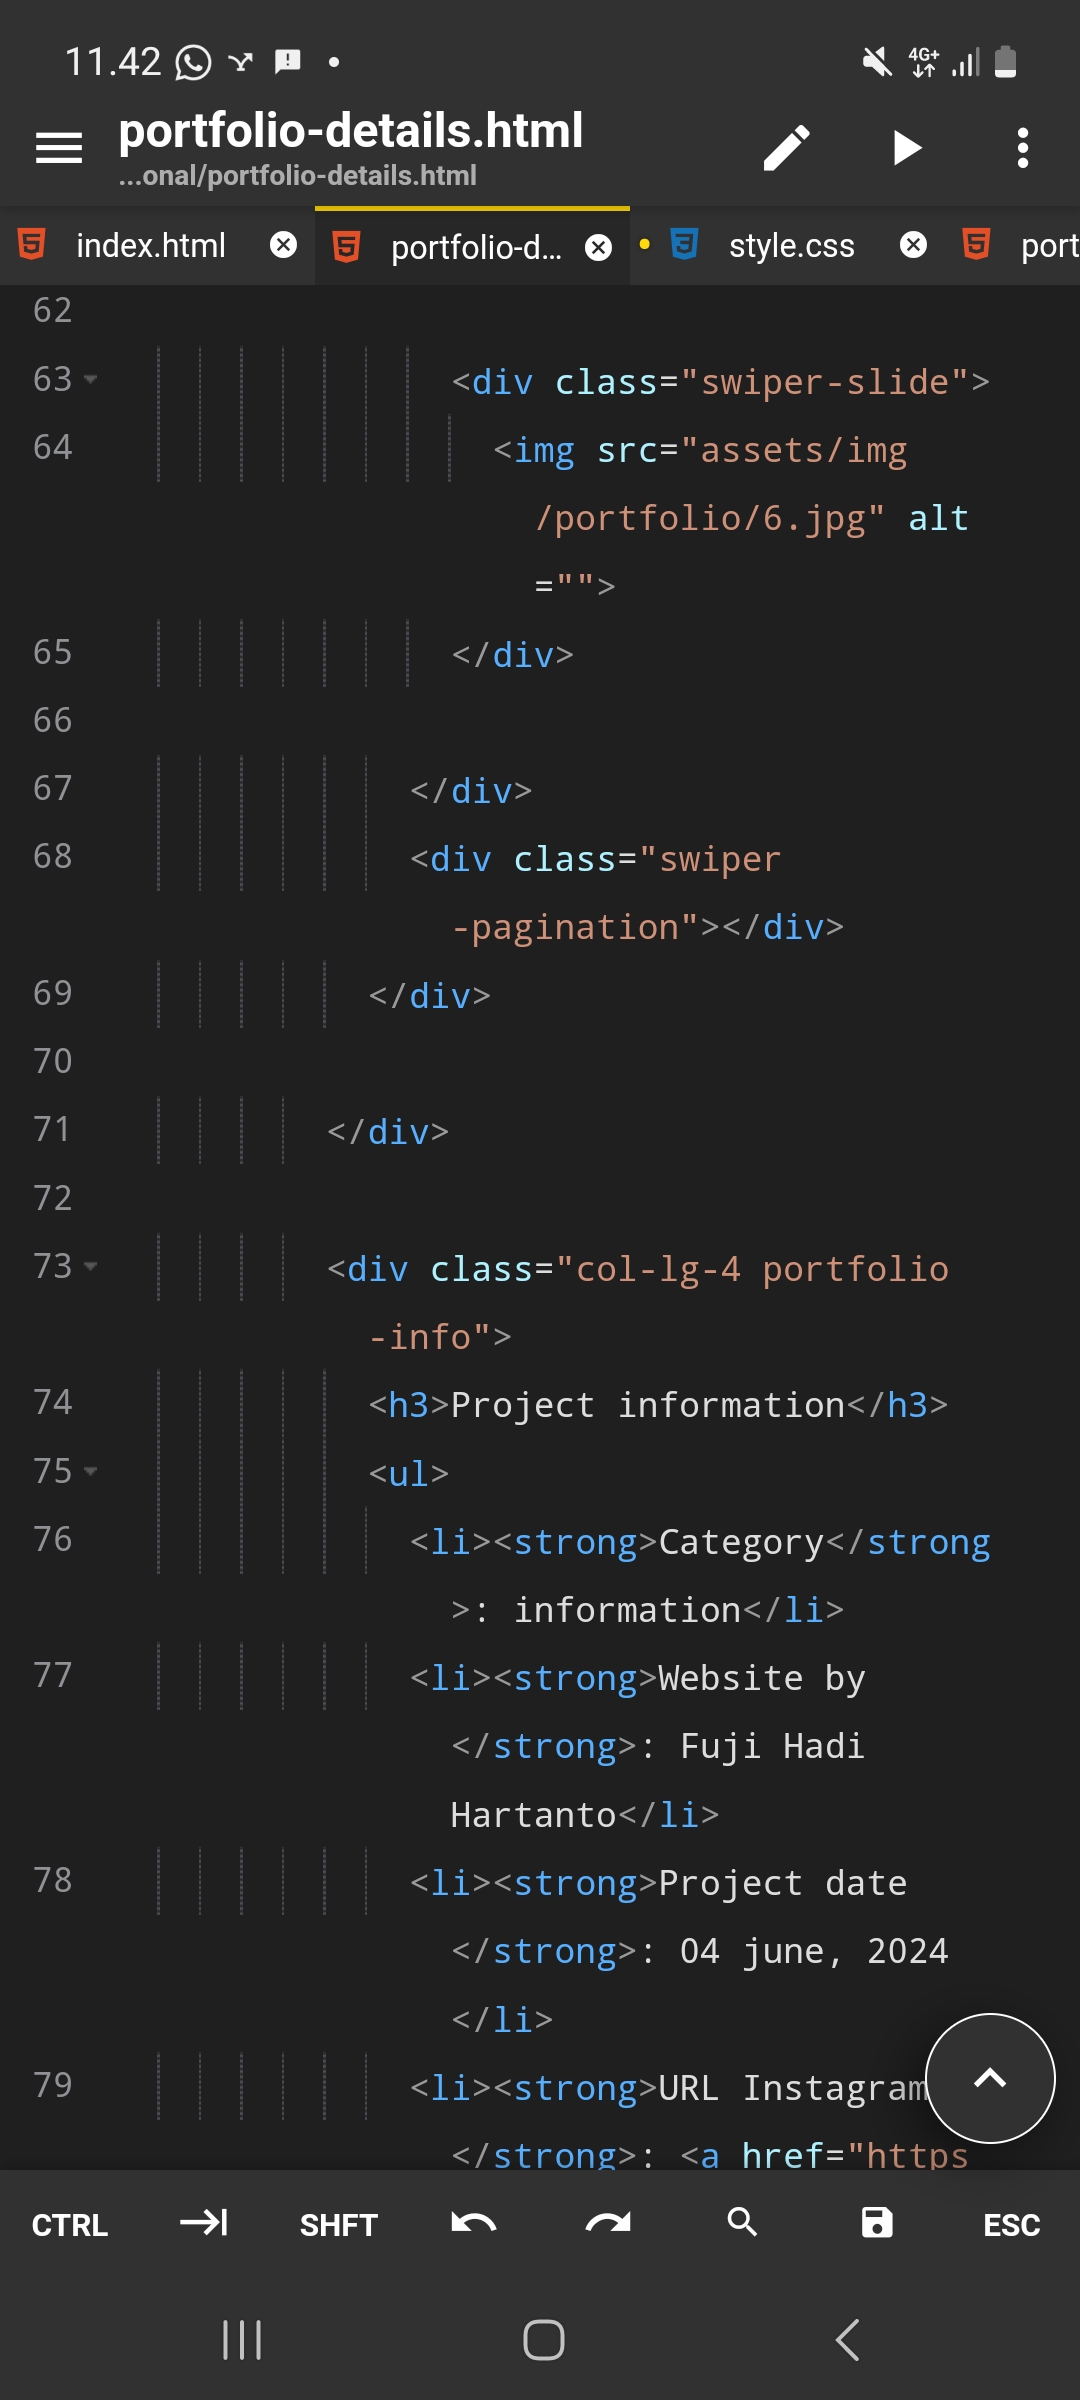 11.42
4G+
portfolio-details.html
...onal/portfolio-details.html
index.html
portfolio-d...
style.css
port
62
63 <div class="swiper-slide">
64 <img src="assets/img
/portfolio/6.jpg" alt
="">
65 </div>
66
67 </div>
68 <div class="swiper
-pagination"></div>
69 </div>
70
71 </div>
72
73 <div class="col-lg-4 portfolio
-info">
74 <h3>Project information</h3>
75 <ul>
76 <li><strong>Category</strong
>: information</li>
77 <li><strong>Website by
</strong>: Fuji Hadi
Hartanto</li>
78 <li><strong>Project date
</strong>: 04 june, 2024
</li>
79 <li><strong>URL Instagram
</strong>: <a href="https
CTRL
SHFT
ESC